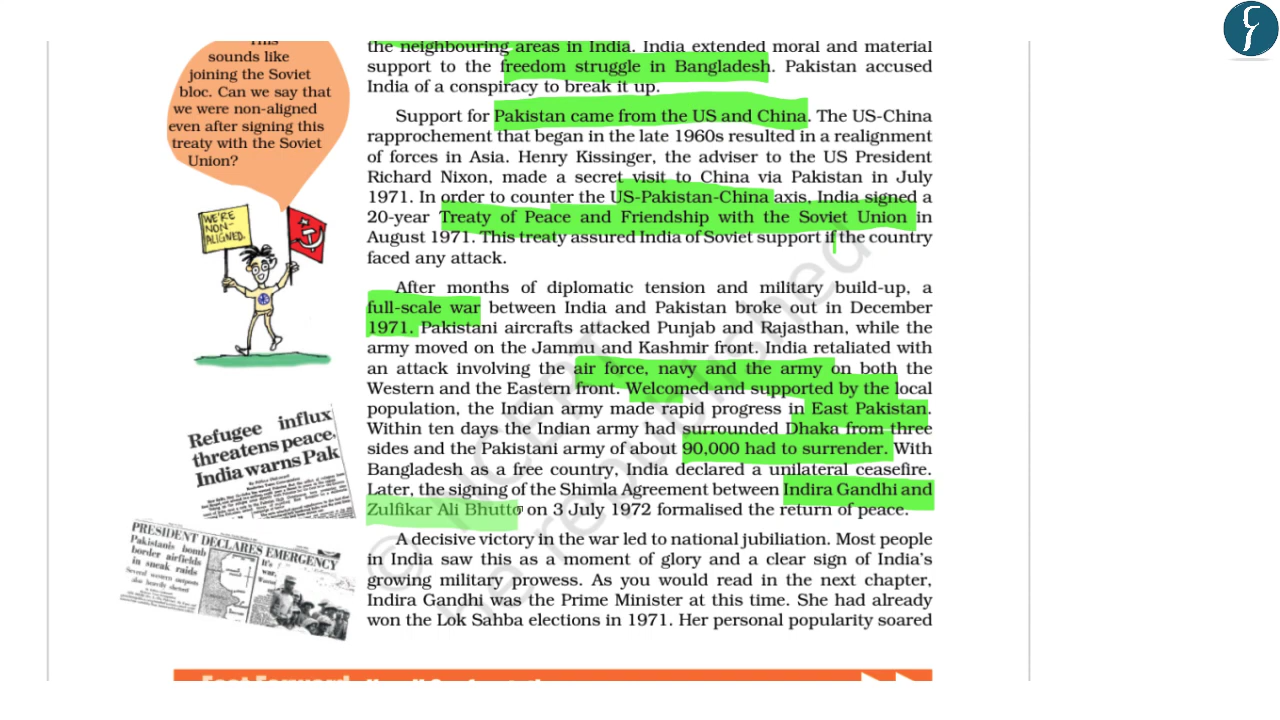 This
sounds like
joining the Soviet
bloc. Can we say that
we were non-aligned
even after signing this
treaty with the Soviet
Union?
WE'RE
NON-
ALIGNED.
Refugee influx
threatens peace,
India warns Pak
PRESIDENT DECLARES EMERGENCY
Pakistanis bomb
border airfields
in sneak raids
the neighbouring areas in India. India extended moral and material
support to the freedom struggle in Bangladesh. Pakistan accused
India of a conspiracy to break it up.
Support for Pakistan came from the US and China. The US-China
rapprochement that began in the late 1960s resulted in a realignment
of forces in Asia. Henry Kissinger, the adviser to the US President
Richard Nixon, made a secret visit to China via Pakistan in July
1971. In order to counter the US-Pakistan-China axis, India signed a
20-year Treaty of Peace and Friendship with the Soviet Union in
August 1971. This treaty assured India of Soviet support if the country
faced any attack.
After months of diplomatic tension and military build-up, a
full-scale war between India and Pakistan broke out in December
1971. Pakistani aircrafts attacked Punjab and Rajasthan, while the
army moved on the Jammu and Kashmir front. India retaliated with
an attack involving the air force, navy and the army on both the
Western and the Eastern front. Welcomed and supported by the local
population, the Indian army made rapid progress in East Pakistan.
Within ten days the Indian army had surrounded Dhaka from three
sides and the Pakistani army of about 90,000 had to surrender. With
Bangladesh as a free country, India declared a unilateral ceasefire.
Later, the signing of the Shimla Agreement between Indira Gandhi and
Zulfikar Ali Bhutto on 3 July 1972 formalised the return of peace.
A decisive victory in the war led to national jubiliation. Most people
in India saw this as a moment of glory and a clear sign of India's
growing military prowess. As you would read in the next chapter,
Indira Gandhi was the Prime Minister at this time. She had already
won the Lok Sahba elections in 1971. Her personal popularity soared
© NCERT
be republished